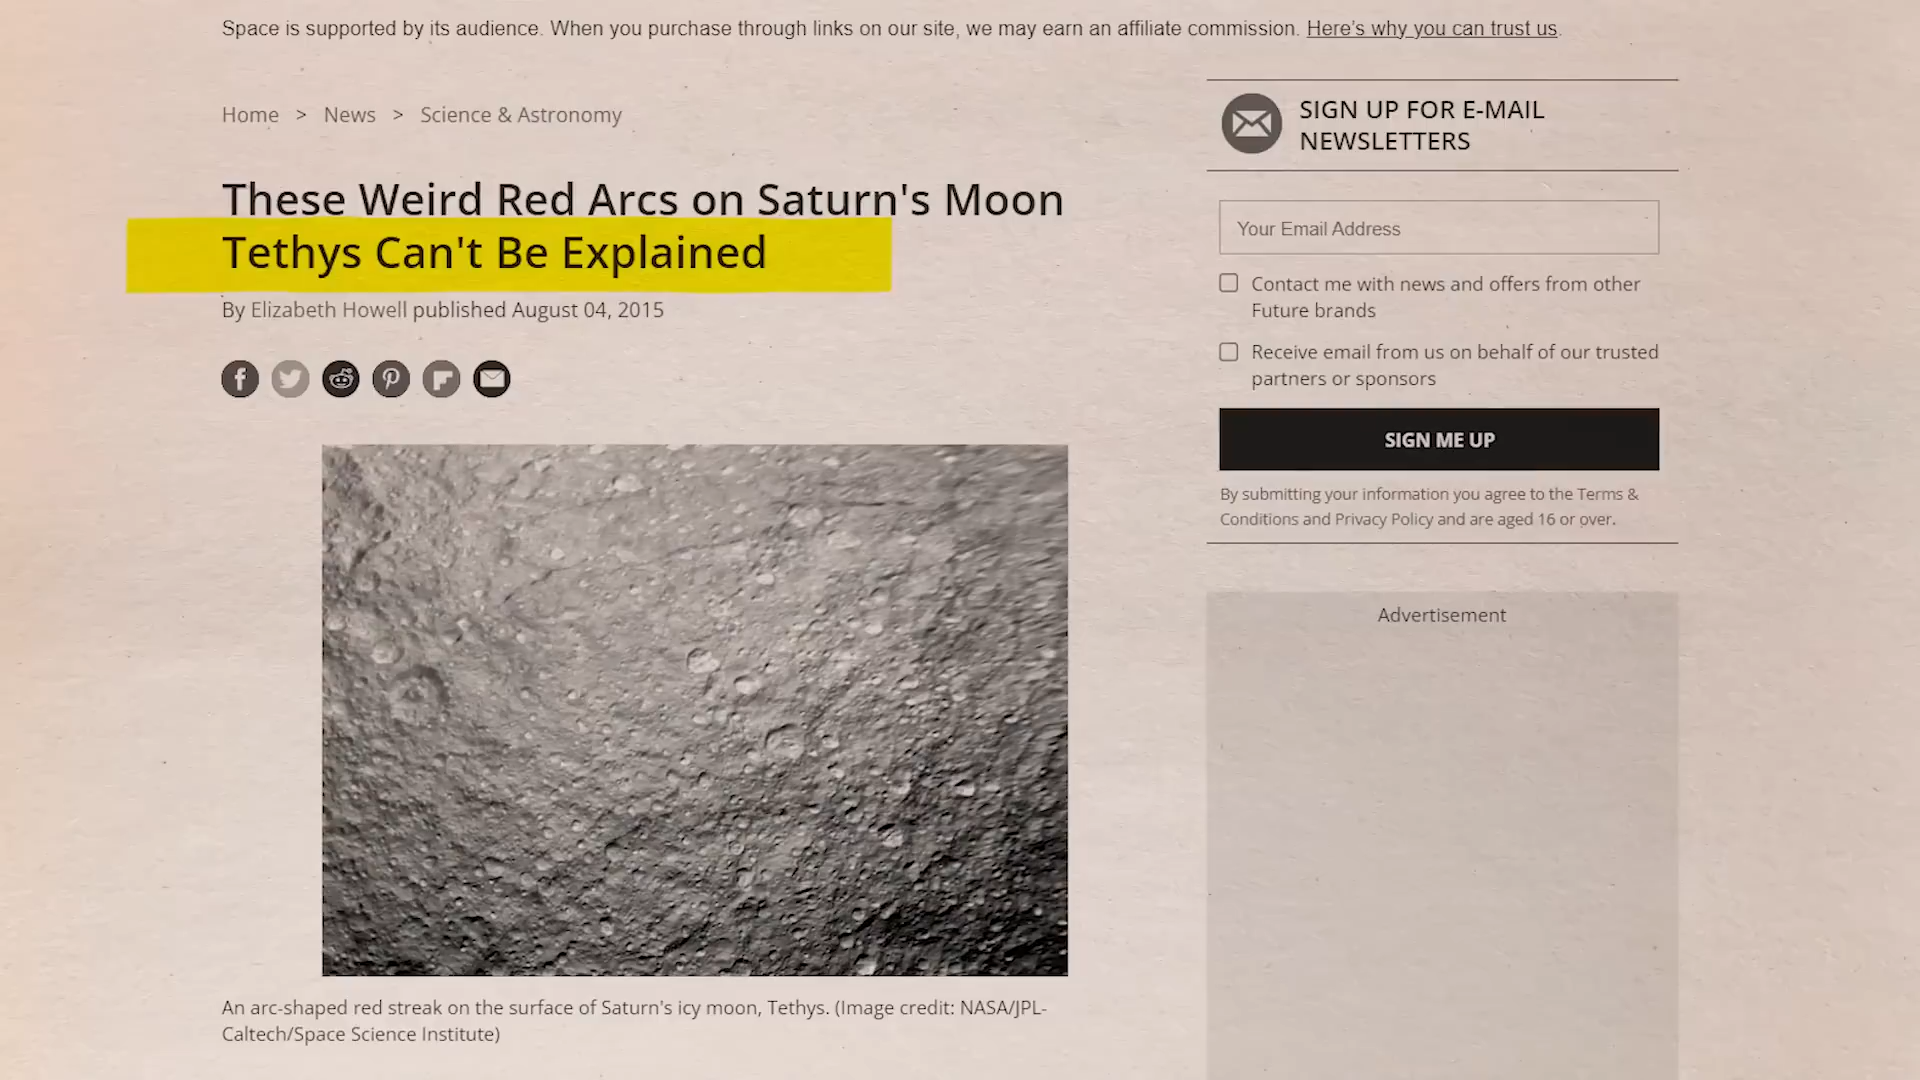 Space is supported by its audience. When you purchase through links on our site, we may earn an affiliate commission. Here's why you can trust us.
Home > News > Science & Astronomy
These Weird Red Arcs on Saturn's Moon
Tethys Can't Be Explained
By Elizabeth Howell published August 04, 2015
An arc-shaped red streak on the surface of Saturn's icy moon, Tethys. (Image credit: NASA/JPL-
Caltech/Space Science Institute)
SIGN UP FOR E-MAIL
NEWSLETTERS
Your Email Address
Contact me with news and offers from other
Future brands
Receive email from us on behalf of our trusted
partners or sponsors
SIGN ME UP
By submitting your information you agree to the Terms &
Conditions and Privacy Policy and are aged 16 or over.
Advertisement